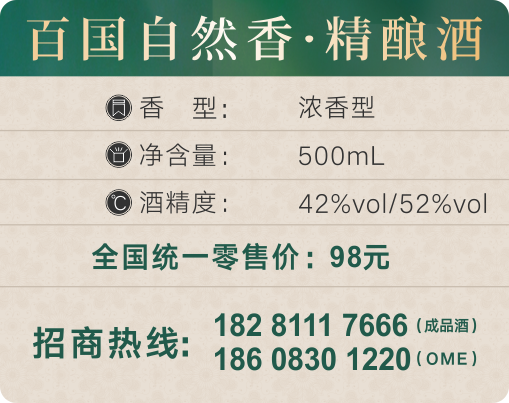 百国自然香·精酿酒
香 型： 浓香型
净含量： 500mL
酒精度： 42%vol/52%vol
全国统一零售价：98元
招商热线:
182 8111 7666（成品酒）
186 0830 1220（OME）